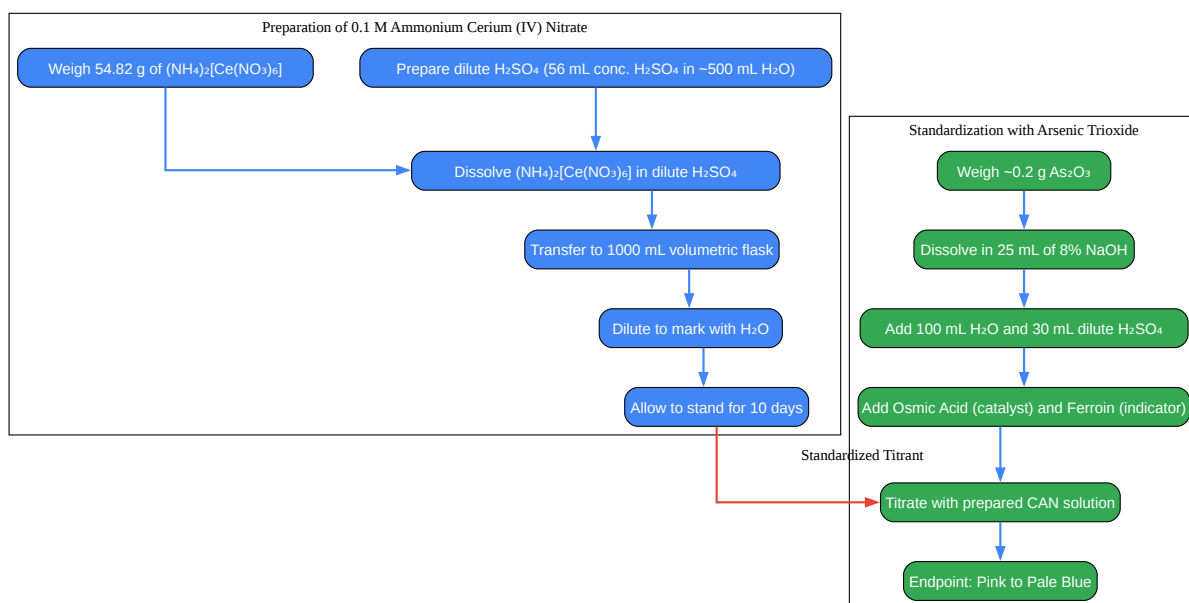 Preparation of 0.1 M Ammonium Cerium (IV) Nitrate
Weigh 54.82 g of (NH₄)₂[Ce(NO₃)₆]
Prepare dilute H₂SO₄ (56 mL conc. H₂SO₄ in ~500 mL H₂O)
Dissolve (NH₄)₂[Ce(NO₃)₆] in dilute H₂SO₄
Transfer to 1000 mL volumetric flask
Dilute to mark with H₂O
Allow to stand for 10 days
Standardized Titrant
Standardization with Arsenic Trioxide
Weigh ~0.2 g As₂O₃
Dissolve in 25 mL of 8% NaOH
Add 100 mL H₂O and 30 mL dilute H₂SO₄
Add Osmic Acid (catalyst) and Ferroin (indicator)
Titrate with prepared CAN solution
Endpoint: Pink to Pale Blue